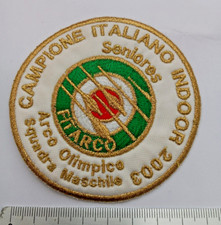 CAMPIONE ITALIANO INDOOR 2003
Seniores
FITARCO
Arco Olimpico
Squadra Maschile